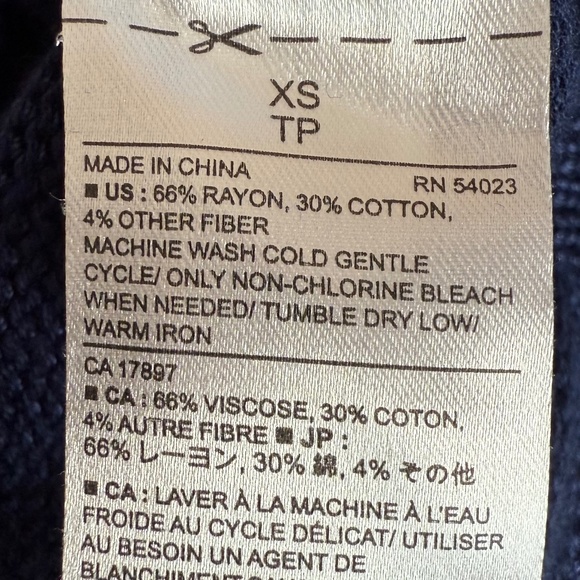 XS
TP
MADE IN CHINA RN 54023
■ US : 66% RAYON, 30% COTTON,
4% OTHER FIBER
MACHINE WASH COLD GENTLE
CYCLE/ ONLY NON-CHLORINE BLEACH
WHEN NEEDED/ TUMBLE DRY LOW/
WARM IRON
CA 17897
■ CA : 66% VISCOSE, 30% COTON,
4% AUTRE FIBRE ■ JP :
66% レーヨン, 30% 綿, 4% その他
■ CA : LAVER À LA MACHINE À L'EAU
FROIDE AU CYCLE DÉLICAT/ UTILISER
AU BESOIN UN AGENT DE
BLANCHIMENT